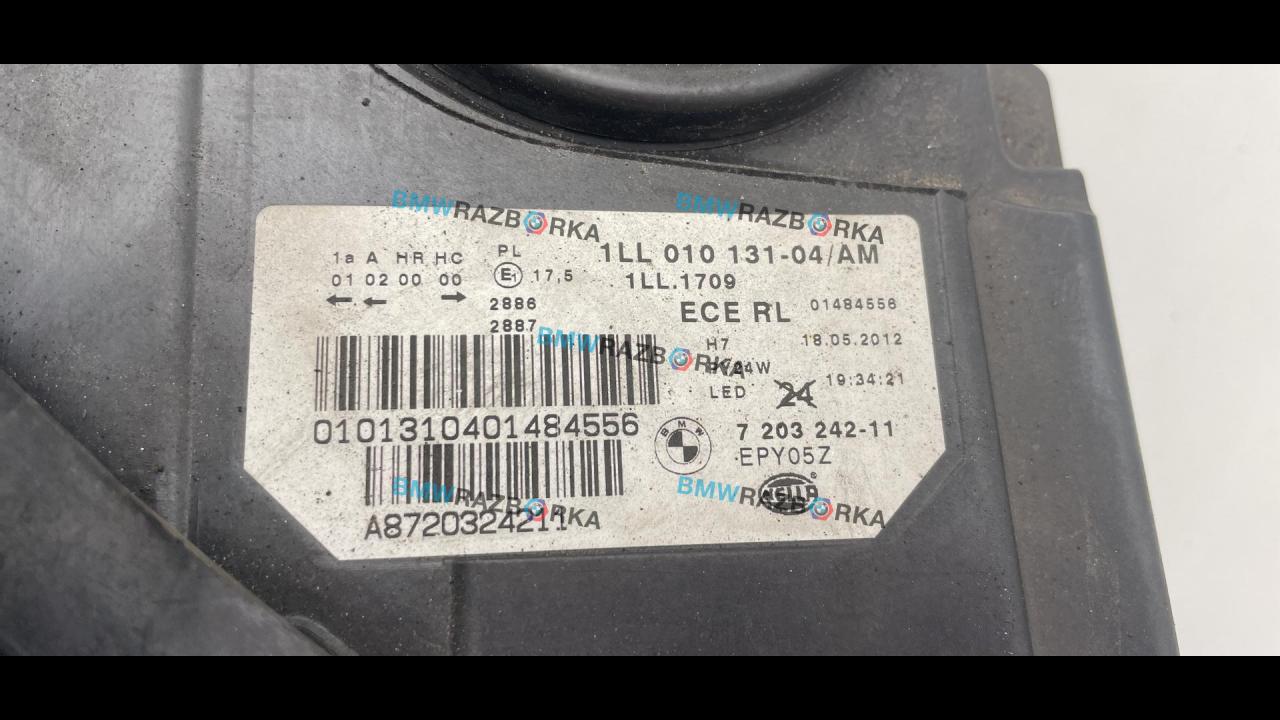 1LL 010 131-04/AM
1a A HR HC PL
01 02 00 00 E1 17,5
1LL.1709
2886
2887
ECE RL 01484556
H7 18.05.2012
PY24W
LED 24 19:34:21
0101310401484556
BMW 7 203 242-11
EPY05Z
HELLA ®
A8720324211
BMWRAZBORKA
BMWRAZBORKA
BMWRAZBORKA
BMWRAZBORKA
BMWRAZBORKA